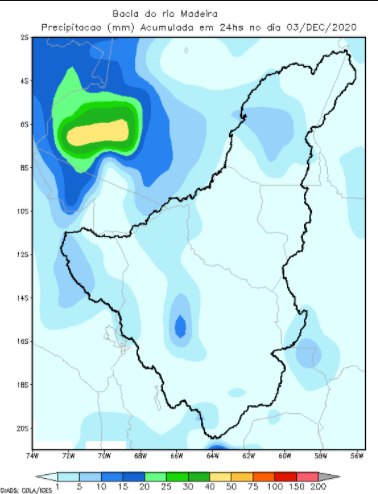 Bacia do rio Madeira
Precipitacao (mm) Acumulada em 24hs no dia 03/DEC/2020
2S
4S
6S
8S
10S
12S
14S
16S
18S
20S
74W 72W 70W 68W 66W 64W 62W 60W 58W 56W
1 5 10 15 20 25 30 40 50 75 100 150 200
GrADS: COLA/IGES